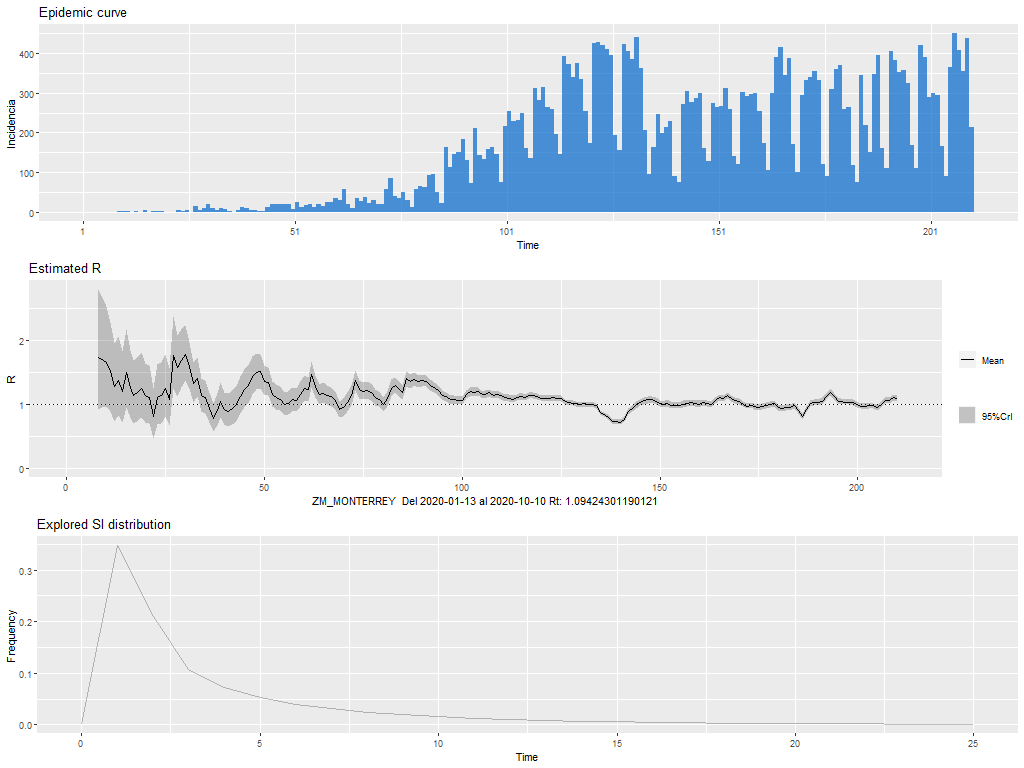 Epidemic curve
Incidencia
400
300
200
100
0
1 51 101 151 201
Time
Estimated R
R
2
1
0
0 50 100 150 200
ZM_MONTERREY Del 2020-01-13 al 2020-10-10 Rt: 1.09424301190121
Mean
95%CrI
Explored SI distribution
Frequency
0.3
0.2
0.1
0.0
0 5 10 15 20 25
Time